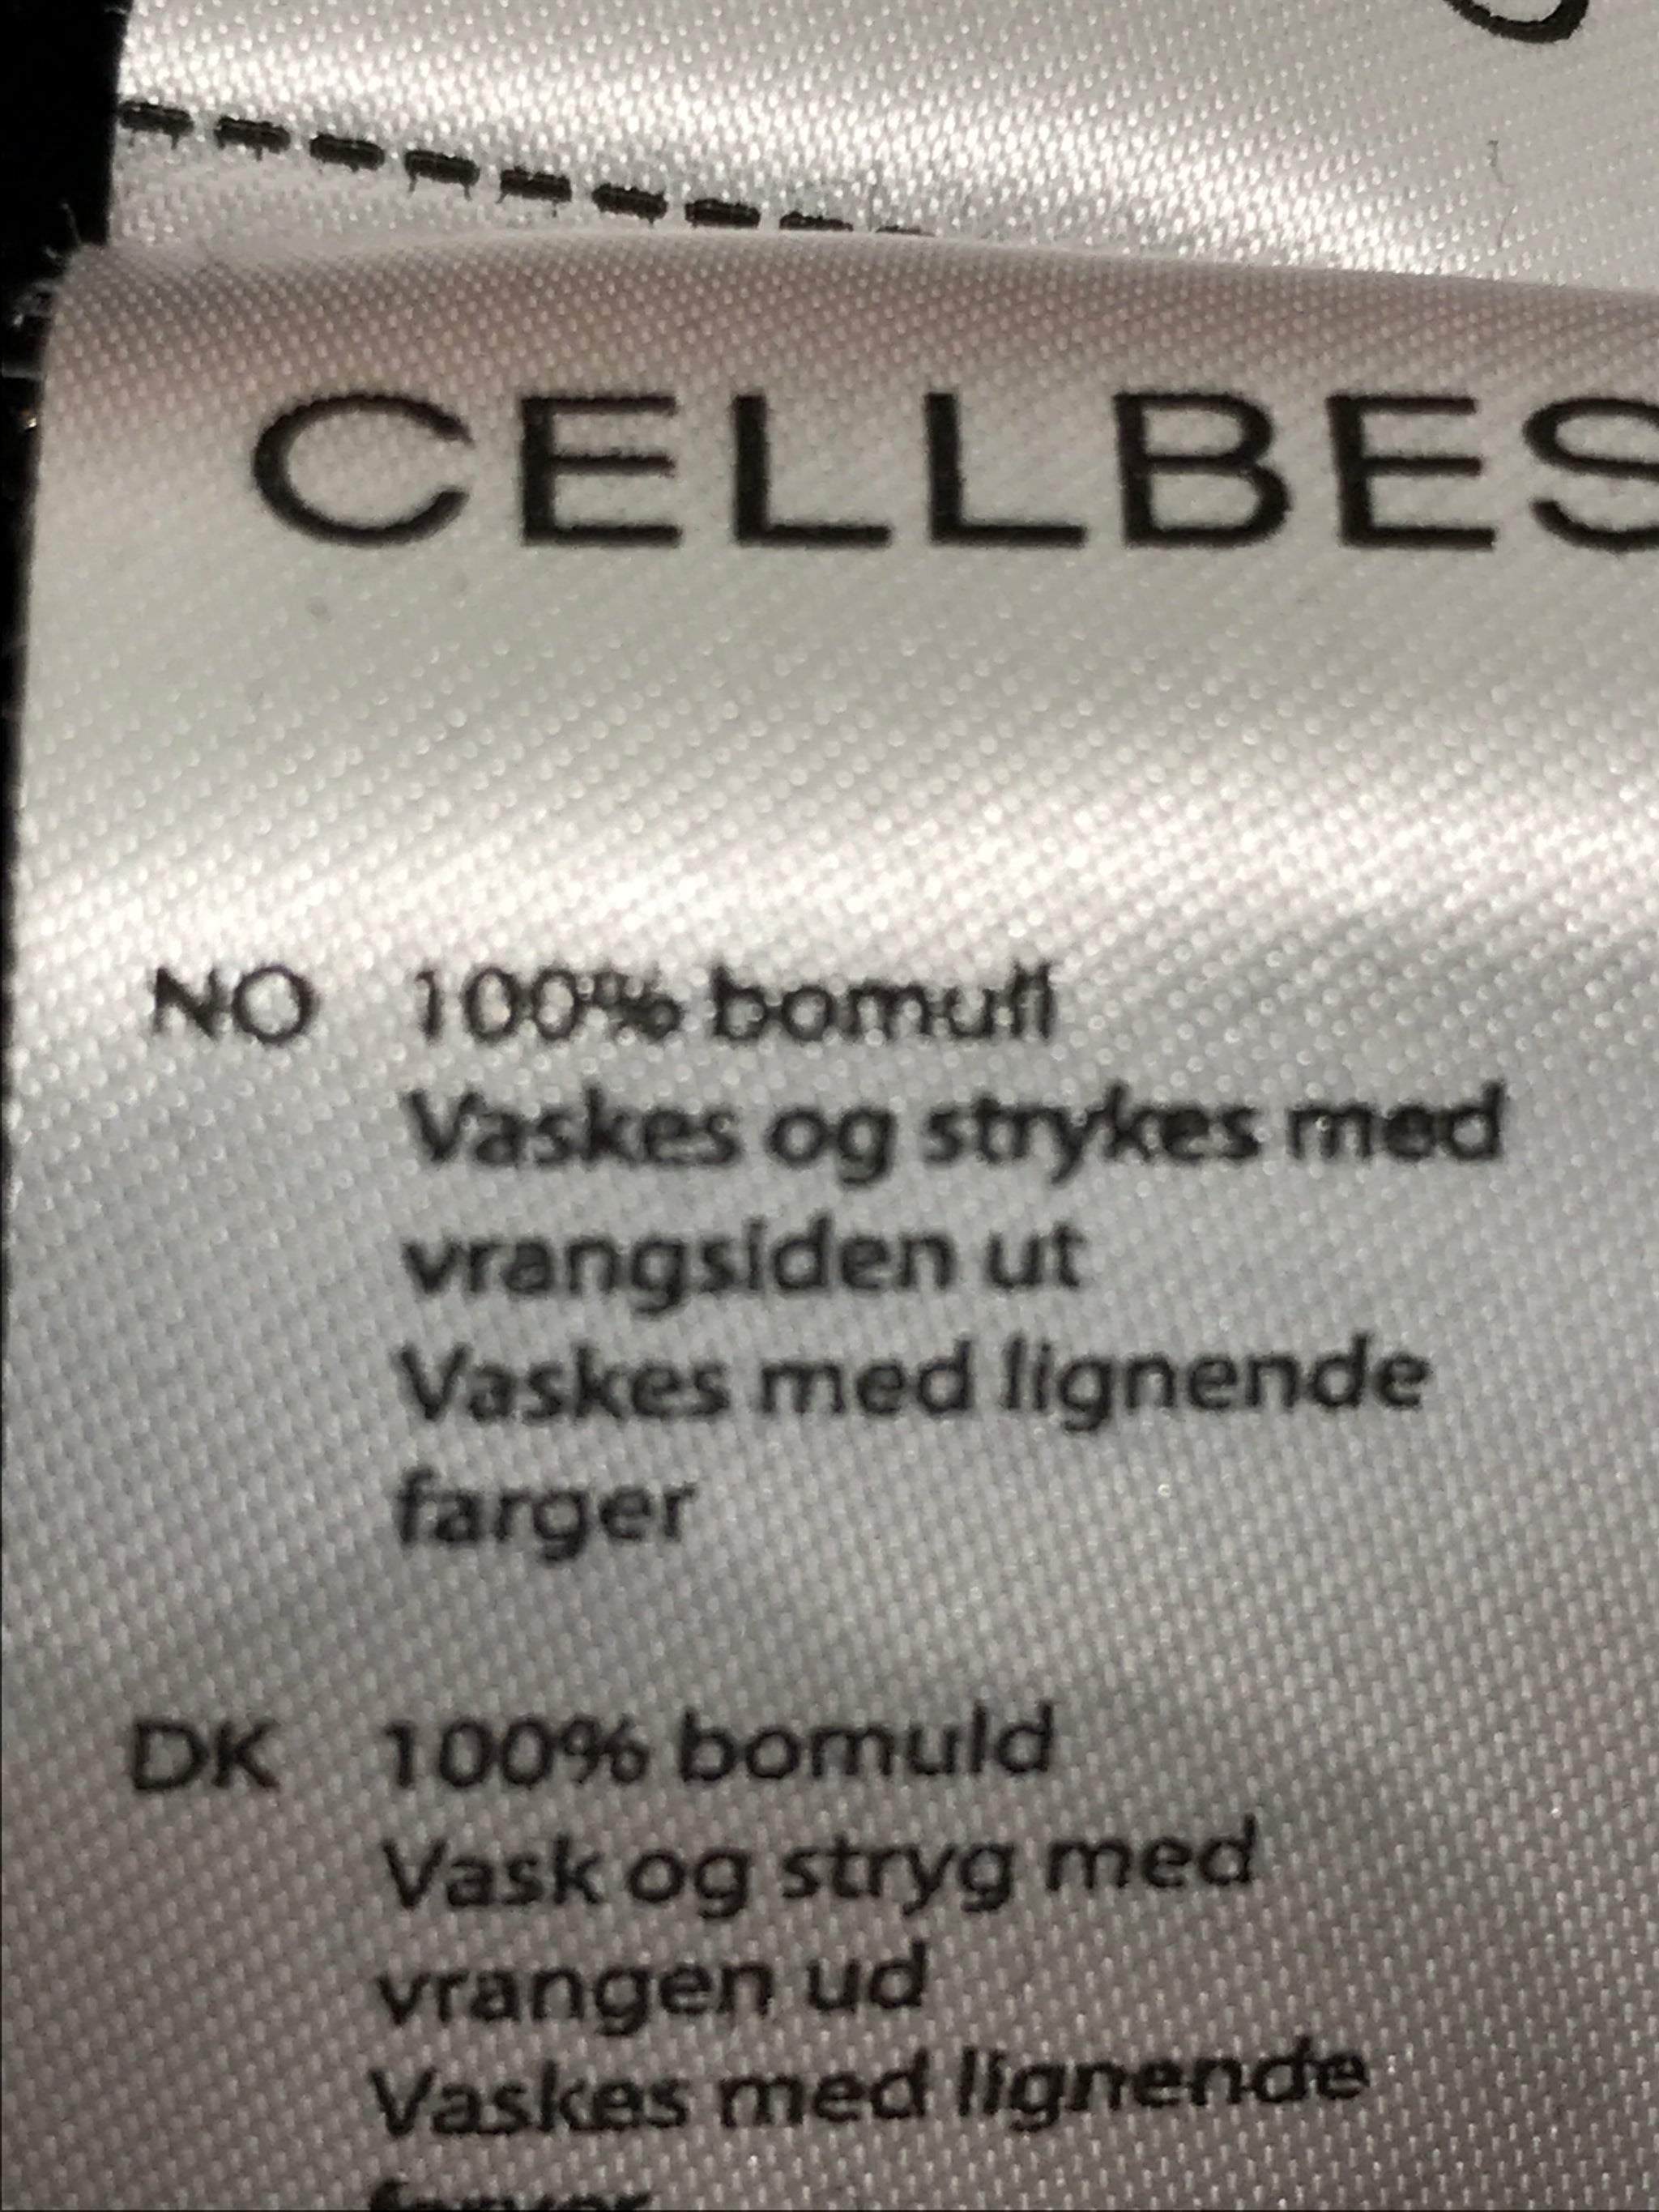 CELLBES
NO 100% bomull
Vaskes og strykes med
vrangsiden ut
Vaskes med lignende
farger
DK 100% bomuld
Vask og stryg med
vrangen ud
Vaskes med lignende
farver